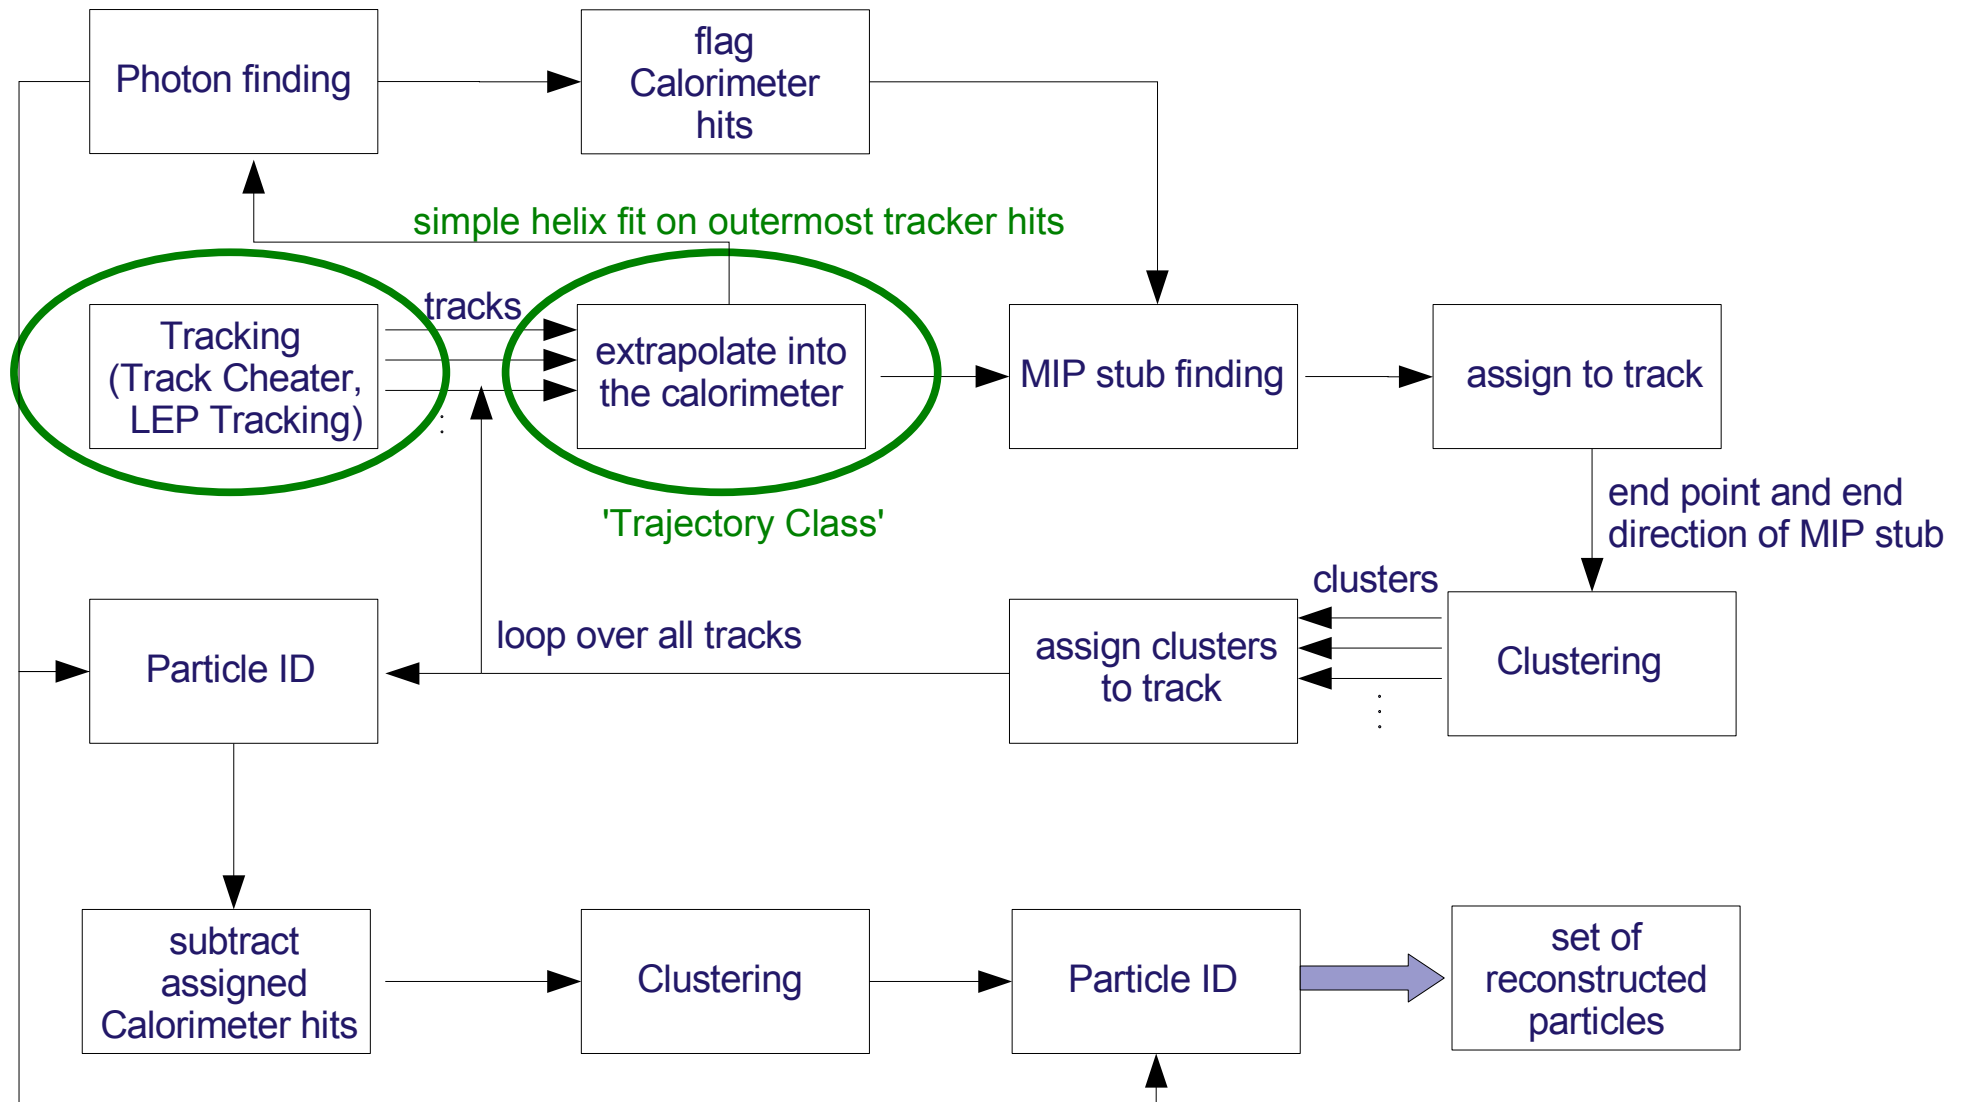 Photon finding
flag
Calorimeter
hits
simple helix fit on outermost tracker hits
Tracking
(Track Cheater,
LEP Tracking)
tracks
extrapolate into
the calorimeter
MIP stub finding
assign to track
'Trajectory Class'
end point and end
direction of MIP stub
clusters
Particle ID
loop over all tracks
assign clusters
to track
Clustering
subtract
assigned
Calorimeter hits
Clustering
Particle ID
set of
reconstructed
particles